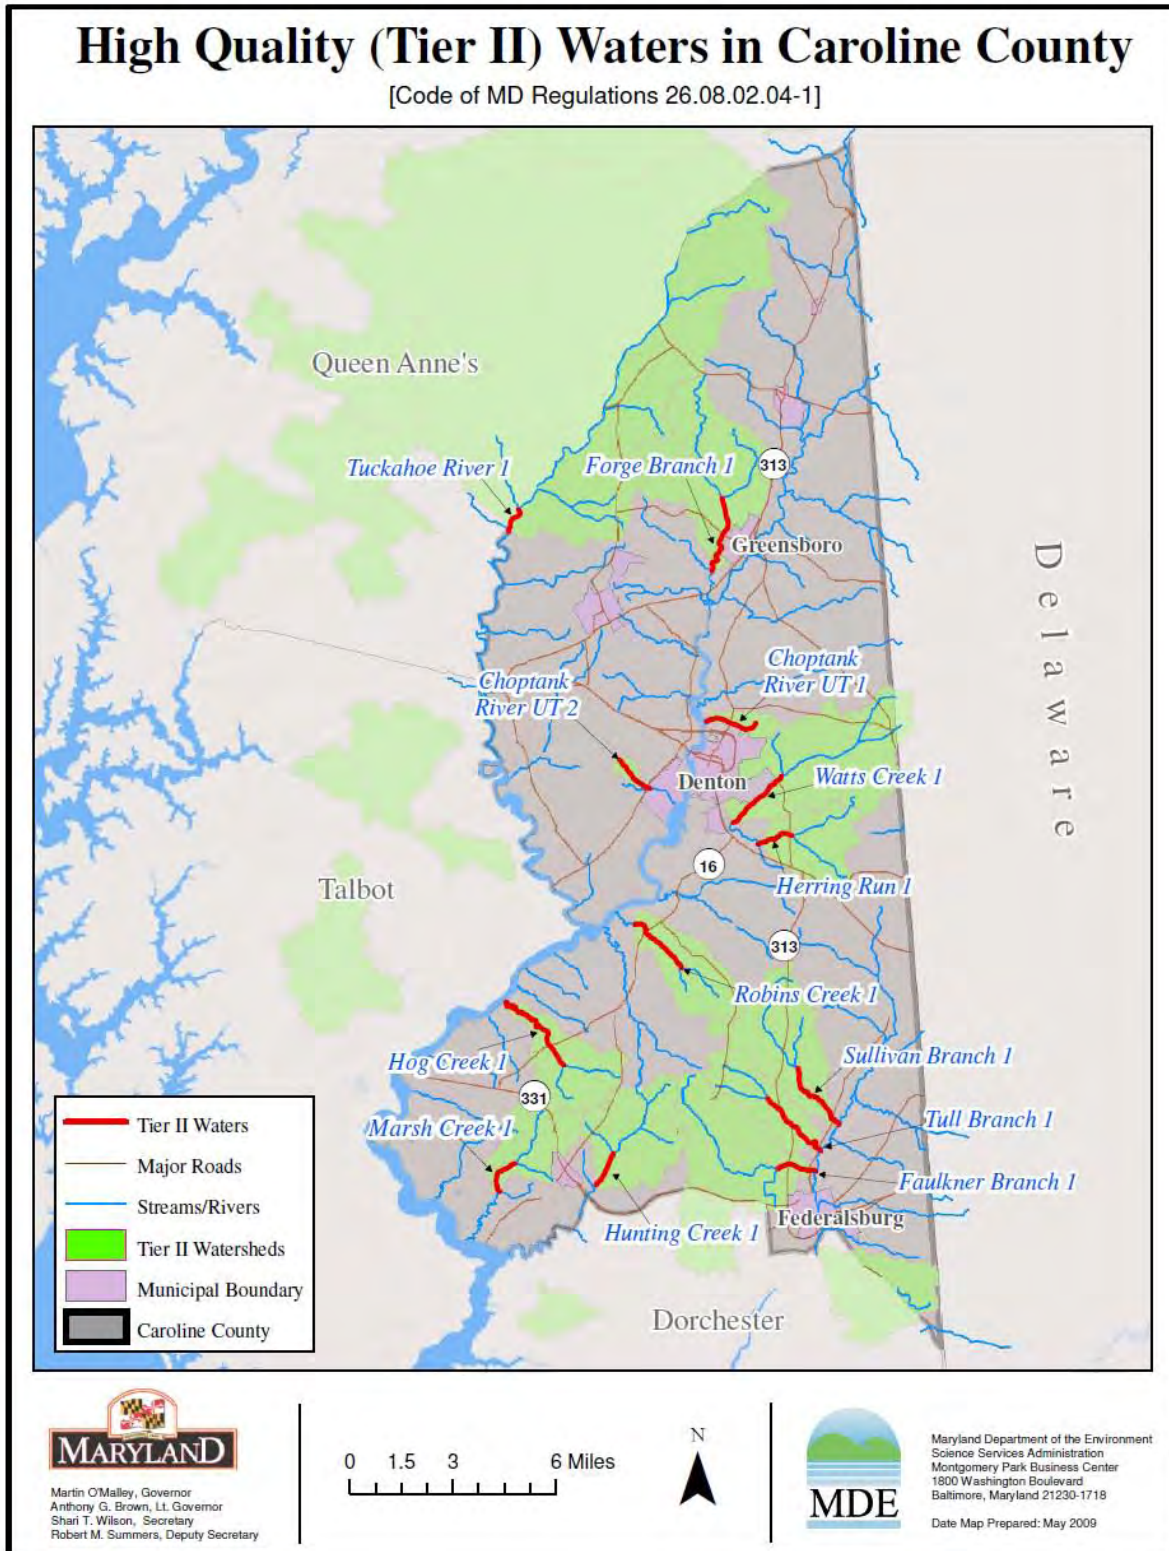 High Quality (Tier II) Waters in Caroline County
[Code of MD Regulations 26.08.02.04-1]
Queen Anne's
Tuckahoe River 1
Forge Branch 1
313
Greensboro
Delaware
Choptank
River UT 1
Choptank
River UT 2
Denton
Watts Creek 1
16
Herring Run 1
Talbot
313
Robins Creek 1
Hog Creek 1
Sullivan Branch 1
331
Marsh Creek 1
Tull Branch 1
Faulkner Branch 1
Federalsburg
Hunting Creek 1
Dorchester
Tier II Waters
Major Roads
Streams/Rivers
Tier II Watersheds
Municipal Boundary
Caroline County
MARYLAND
Martin O'Malley, Governor
Anthony G. Brown, Lt. Governor
Shari T. Wilson, Secretary
Robert M. Summers, Deputy Secretary
0 1.5 3 6 Miles
N
MDE
Maryland Department of the Environment
Science Services Administration
Montgomery Park Business Center
1800 Washington Boulevard
Baltimore, Maryland 21230-1718
Date Map Prepared: May 2009